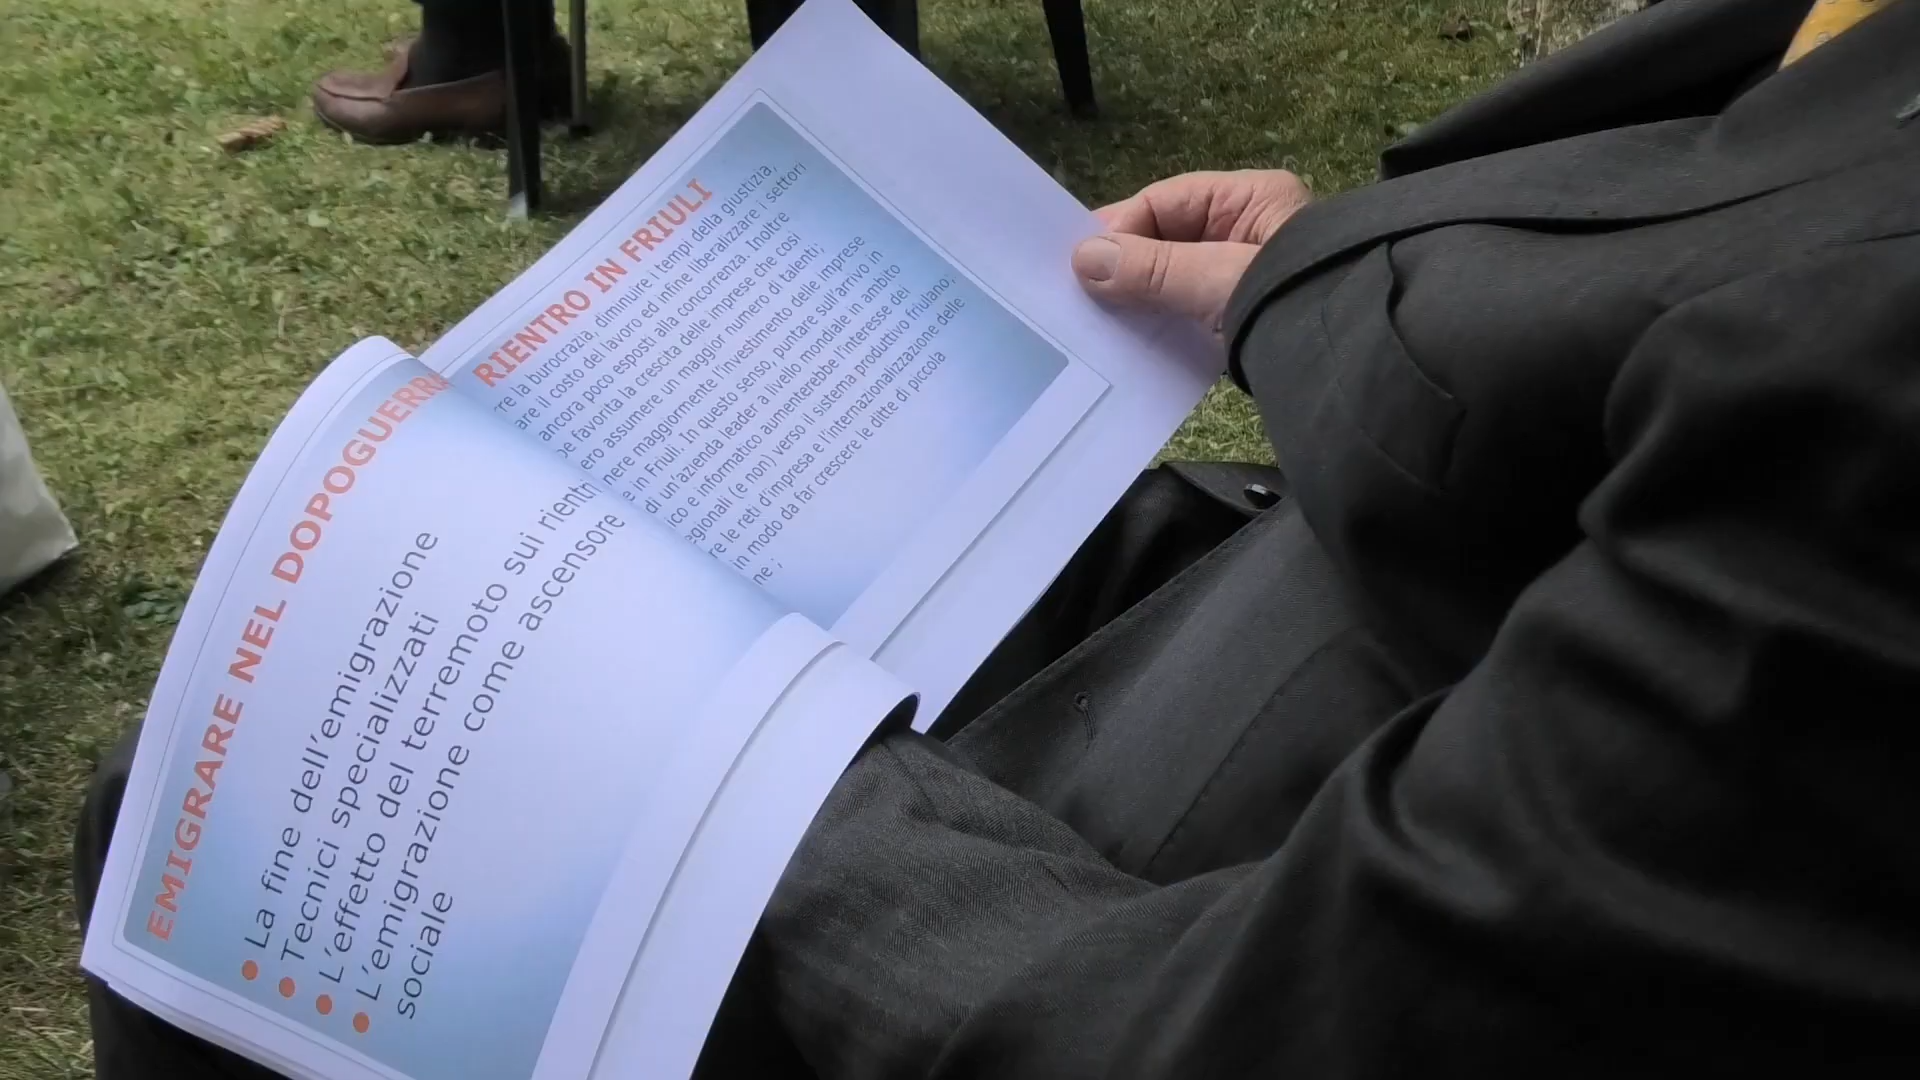 EMIGRARE NEL DOPOGUERRA
La fine dell'emigrazione
Tecnici specializzati
L'effetto del terremoto sui rientri
L'emigrazione come ascensore
sociale
RIENTRO IN FRIULI
la burocrazia, diminuire i tempi della giustizia,
il costo del lavoro ed infine liberalizzare i settori
ancora poco esposti alla concorrenza. Inoltre
favorita la crescita delle imprese che così
assumere un maggior numero di talenti;
maggiormente l'investimento delle imprese
in Friuli. In questo senso, puntare sull'arrivo in
di un'azienda leader a livello mondiale in ambito
e informatico aumenterebbe l'interesse dei
(e non) verso il sistema produttivo friulano;
le reti d'impresa e l'internazionalizzazione delle
in modo da far crescere le ditte di piccola